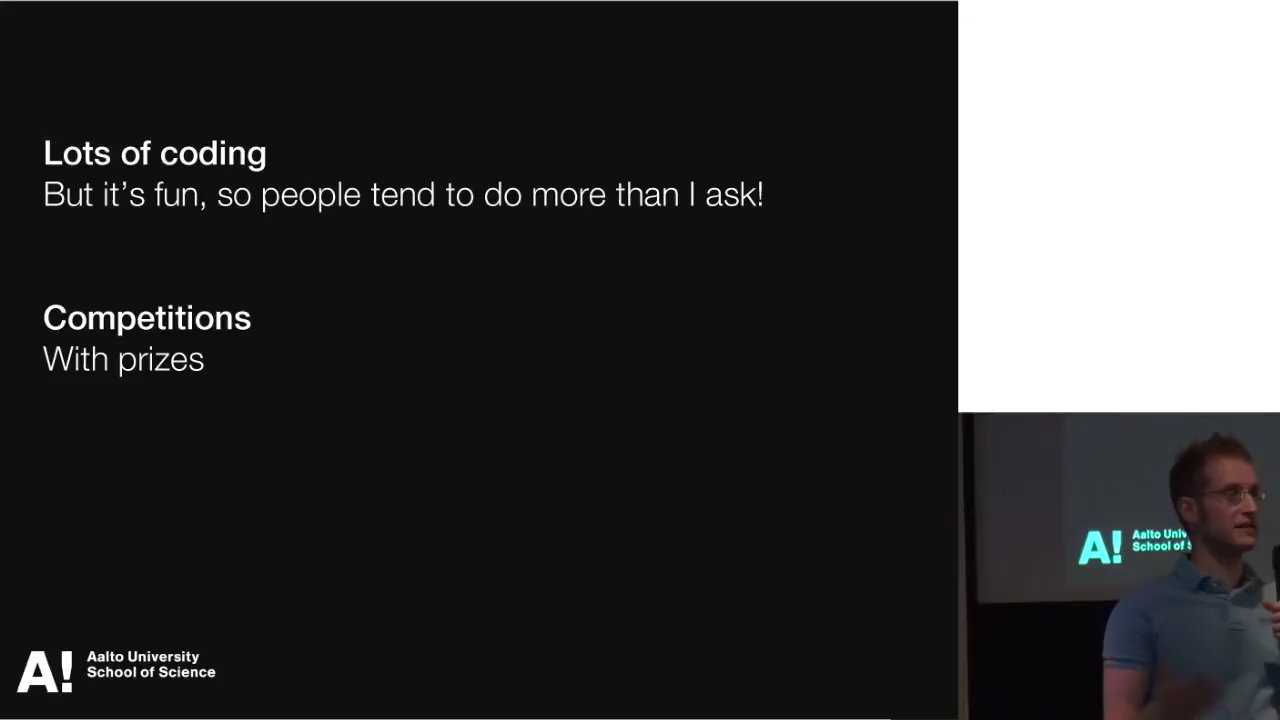 Lots of coding
But it’s fun, so people tend to do more than I ask!
Competitions
With prizes
A! Aalto University
School of Science
A! Aalto
School of